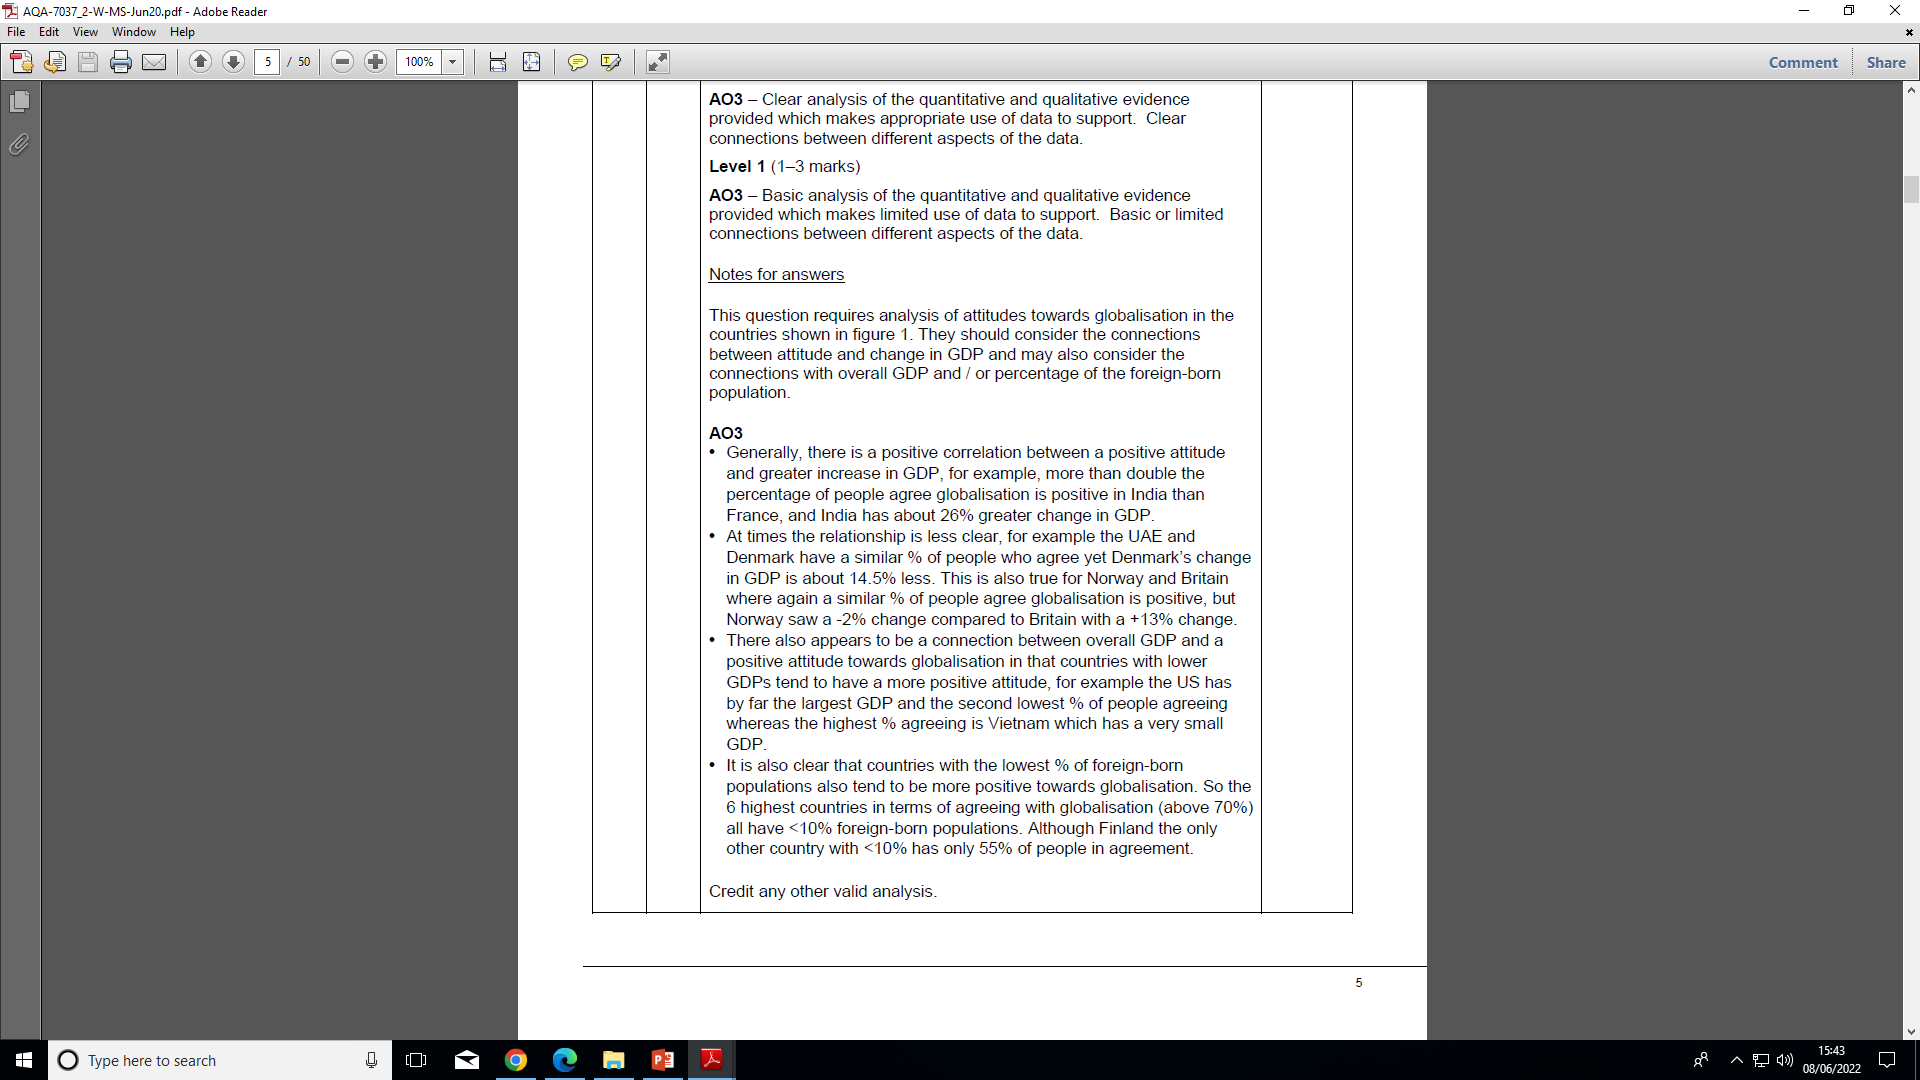 AQA-7037_2-W-MS-Jun20.pdf - Adobe Reader
File Edit View Window Help
5 / 50 100% Comment Share
AO3 – Clear analysis of the quantitative and qualitative evidence
provided which makes appropriate use of data to support. Clear
connections between different aspects of the data.
Level 1 (1–3 marks)
AO3 – Basic analysis of the quantitative and qualitative evidence
provided which makes limited use of data to support. Basic or limited
connections between different aspects of the data.
Notes for answers
This question requires analysis of attitudes towards globalisation in the
countries shown in figure 1. They should consider the connections
between attitude and change in GDP and may also consider the
connections with overall GDP and / or percentage of the foreign-born
population.
AO3
• Generally, there is a positive correlation between a positive attitude
and greater increase in GDP, for example, more than double the
percentage of people agree globalisation is positive in India than
France, and India has about 26% greater change in GDP.
• At times the relationship is less clear, for example the UAE and
Denmark have a similar % of people who agree yet Denmark's change
in GDP is about 14.5% less. This is also true for Norway and Britain
where again a similar % of people agree globalisation is positive, but
Norway saw a -2% change compared to Britain with a +13% change.
• There also appears to be a connection between overall GDP and a
positive attitude towards globalisation in that countries with lower
GDPs tend to have a more positive attitude, for example the US has
by far the largest GDP and the second lowest % of people agreeing
whereas the highest % agreeing is Vietnam which has a very small
GDP.
• It is also clear that countries with the lowest % of foreign-born
populations also tend to be more positive towards globalisation. So the
6 highest countries in terms of agreeing with globalisation (above 70%)
all have <10% foreign-born populations. Although Finland the only
other country with <10% has only 55% of people in agreement.
Credit any other valid analysis.
5
Type here to search
15:43
08/06/2022